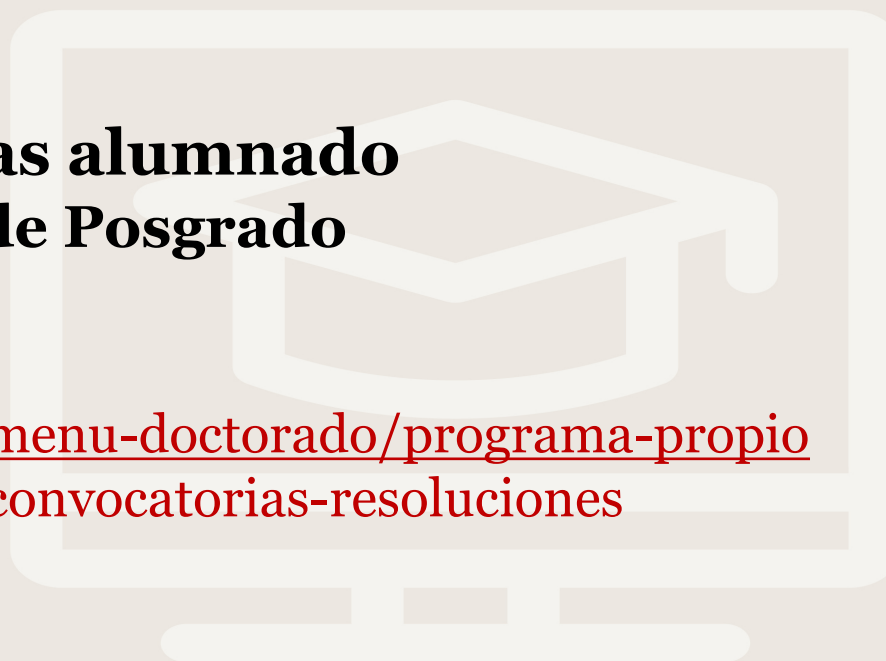 as alumnado
de Posgrado
menu-doctorado/programa-propio
convocatorias-resoluciones